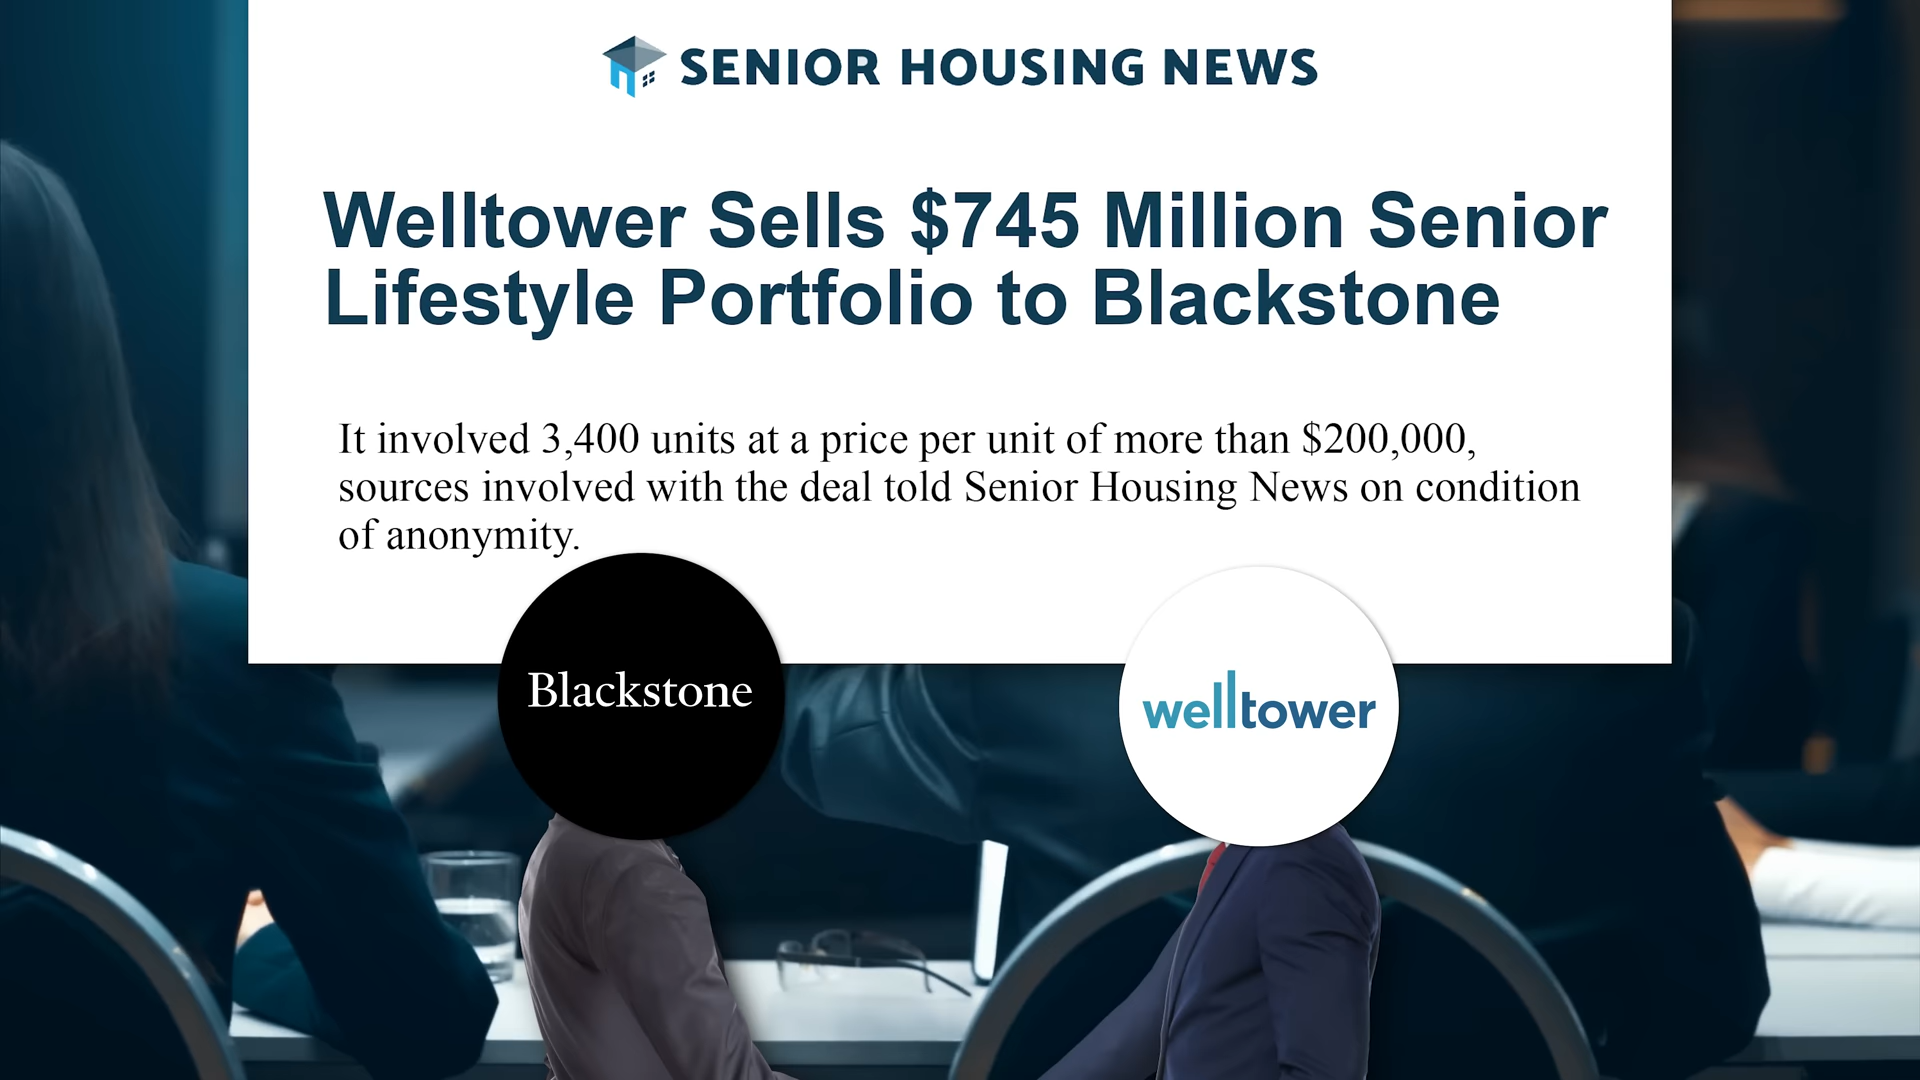 SENIOR HOUSING NEWS
Welltower Sells $745 Million Senior
Lifestyle Portfolio to Blackstone
It involved 3,400 units at a price per unit of more than $200,000,
sources involved with the deal told Senior Housing News on condition
of anonymity.
Blackstone
welltower